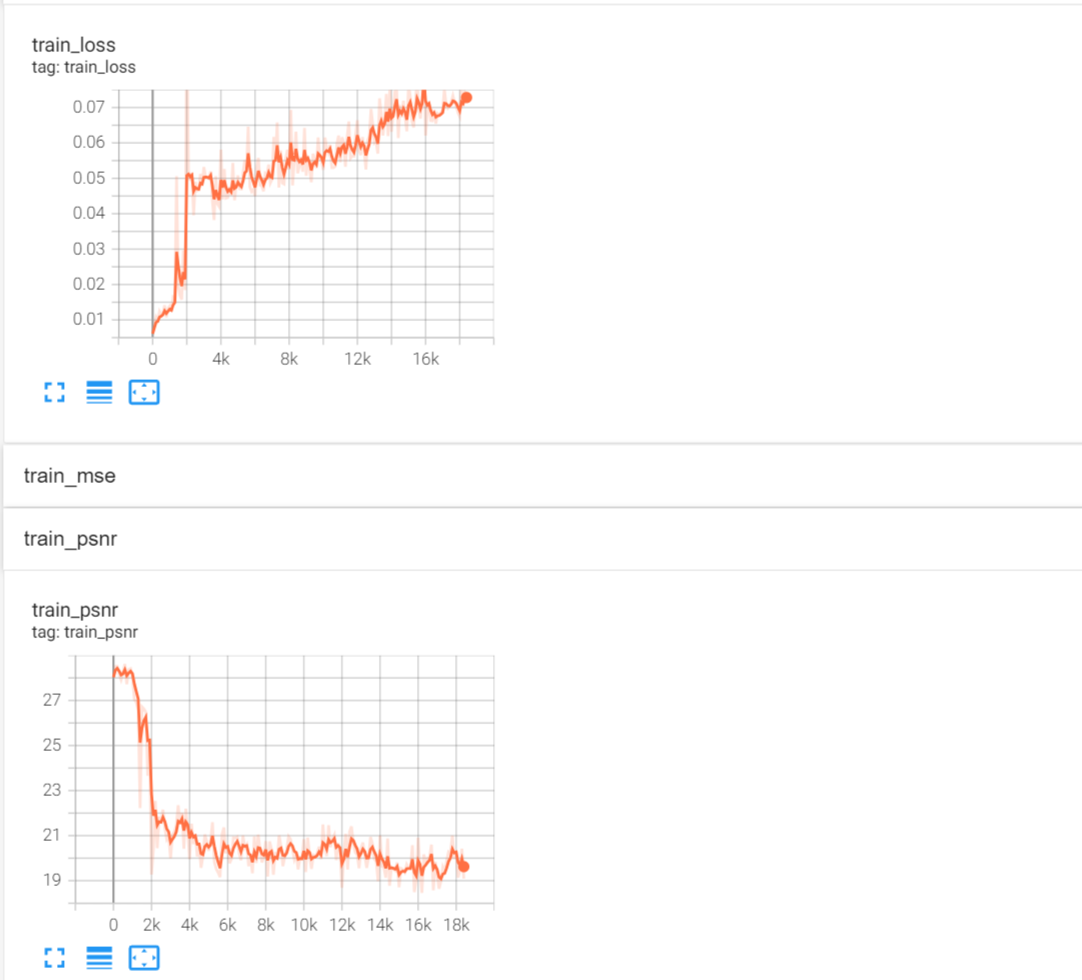 train_loss
tag: train_loss
0.07
0.06
0.05
0.04
0.03
0.02
0.01
0 4k 8k 12k 16k
train_mse
train_psnr
train_psnr
tag: train_psnr
27
25
23
21
19
0 2k 4k 6k 8k 10k 12k 14k 16k 18k